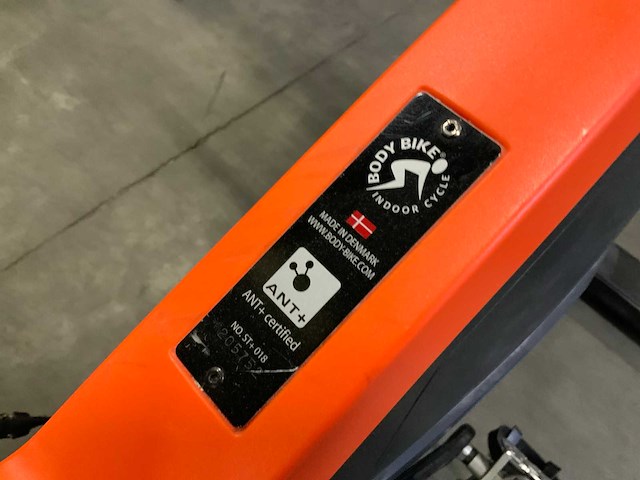 BODY BIKE®
INDOOR CYCLE
MADE IN DENMARK
WWW.BODY-BIKE.COM
ANT+
ANT+ certified
NO. ST+ 018